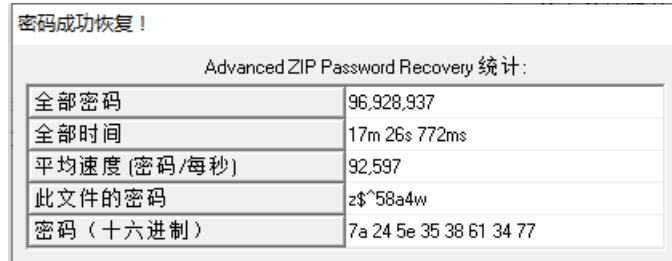 密码成功恢复！
Advanced ZIP Password Recovery 统计:
全部密码 96,928,937
全部时间 17m 26s 772ms
平均速度(密码/每秒) 92,597
此文件的密码 z$^58a4w
密码（十六进制） 7a 24 5e 35 38 61 34 77